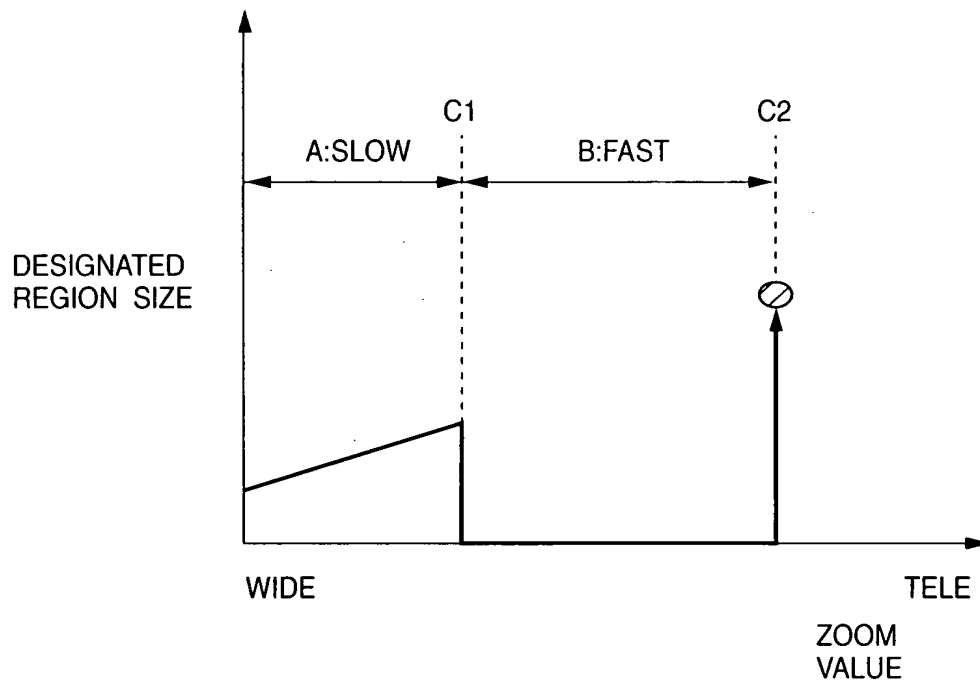 C1
C2
A:SLOW
B:FAST
DESIGNATED
REGION SIZE
WIDE
TELE
ZOOM
VALUE